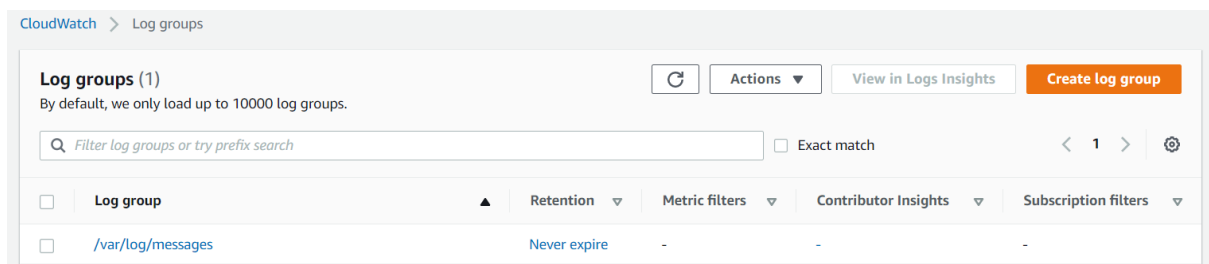 CloudWatch > Log groups
Log groups (1)
Actions
View in Logs Insights
Create log group
By default, we only load up to 10000 log groups.
Filter log groups or try prefix search
Exact match
< 1 >
Log group
Retention
Metric filters
Contributor Insights
Subscription filters
/var/log/messages
Never expire
-
-
-